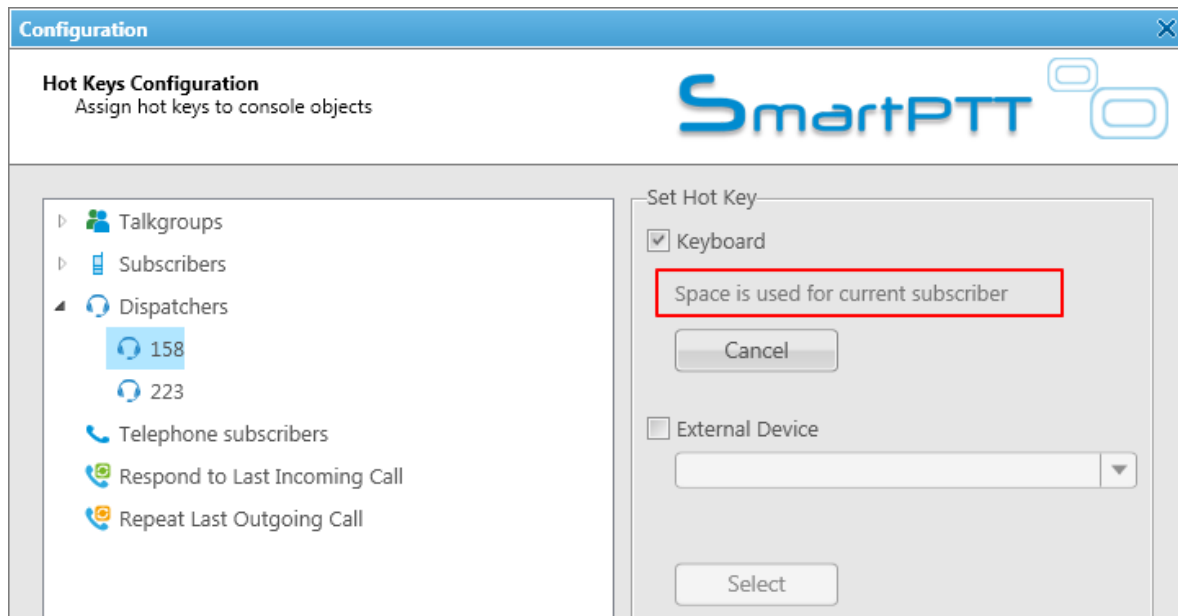 Configuration
Hot Keys Configuration
Assign hot keys to console objects
SmartPTT
Talkgroups
Subscribers
Dispatchers
158
223
Telephone subscribers
Respond to Last Incoming Call
Repeat Last Outgoing Call
Set Hot Key
Keyboard
Space is used for current subscriber
Cancel
External Device
Select